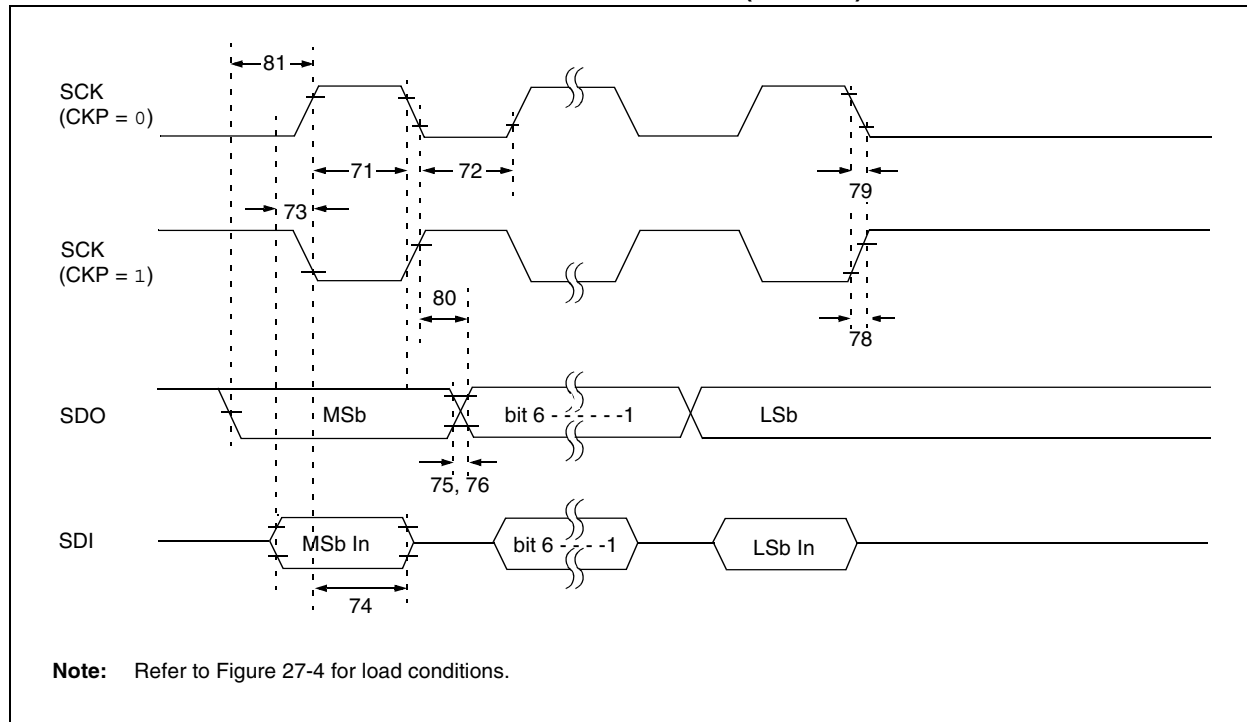 81
SCK
(CKP = 0)
71
72
79
73
SCK
(CKP = 1)
80
78
SDO
MSb
bit 6 - - - - - - -1
LSb
75, 76
SDI
MSb In
bit 6 - - - - -1
LSb In
74
Note: Refer to Figure 27-4 for load conditions.